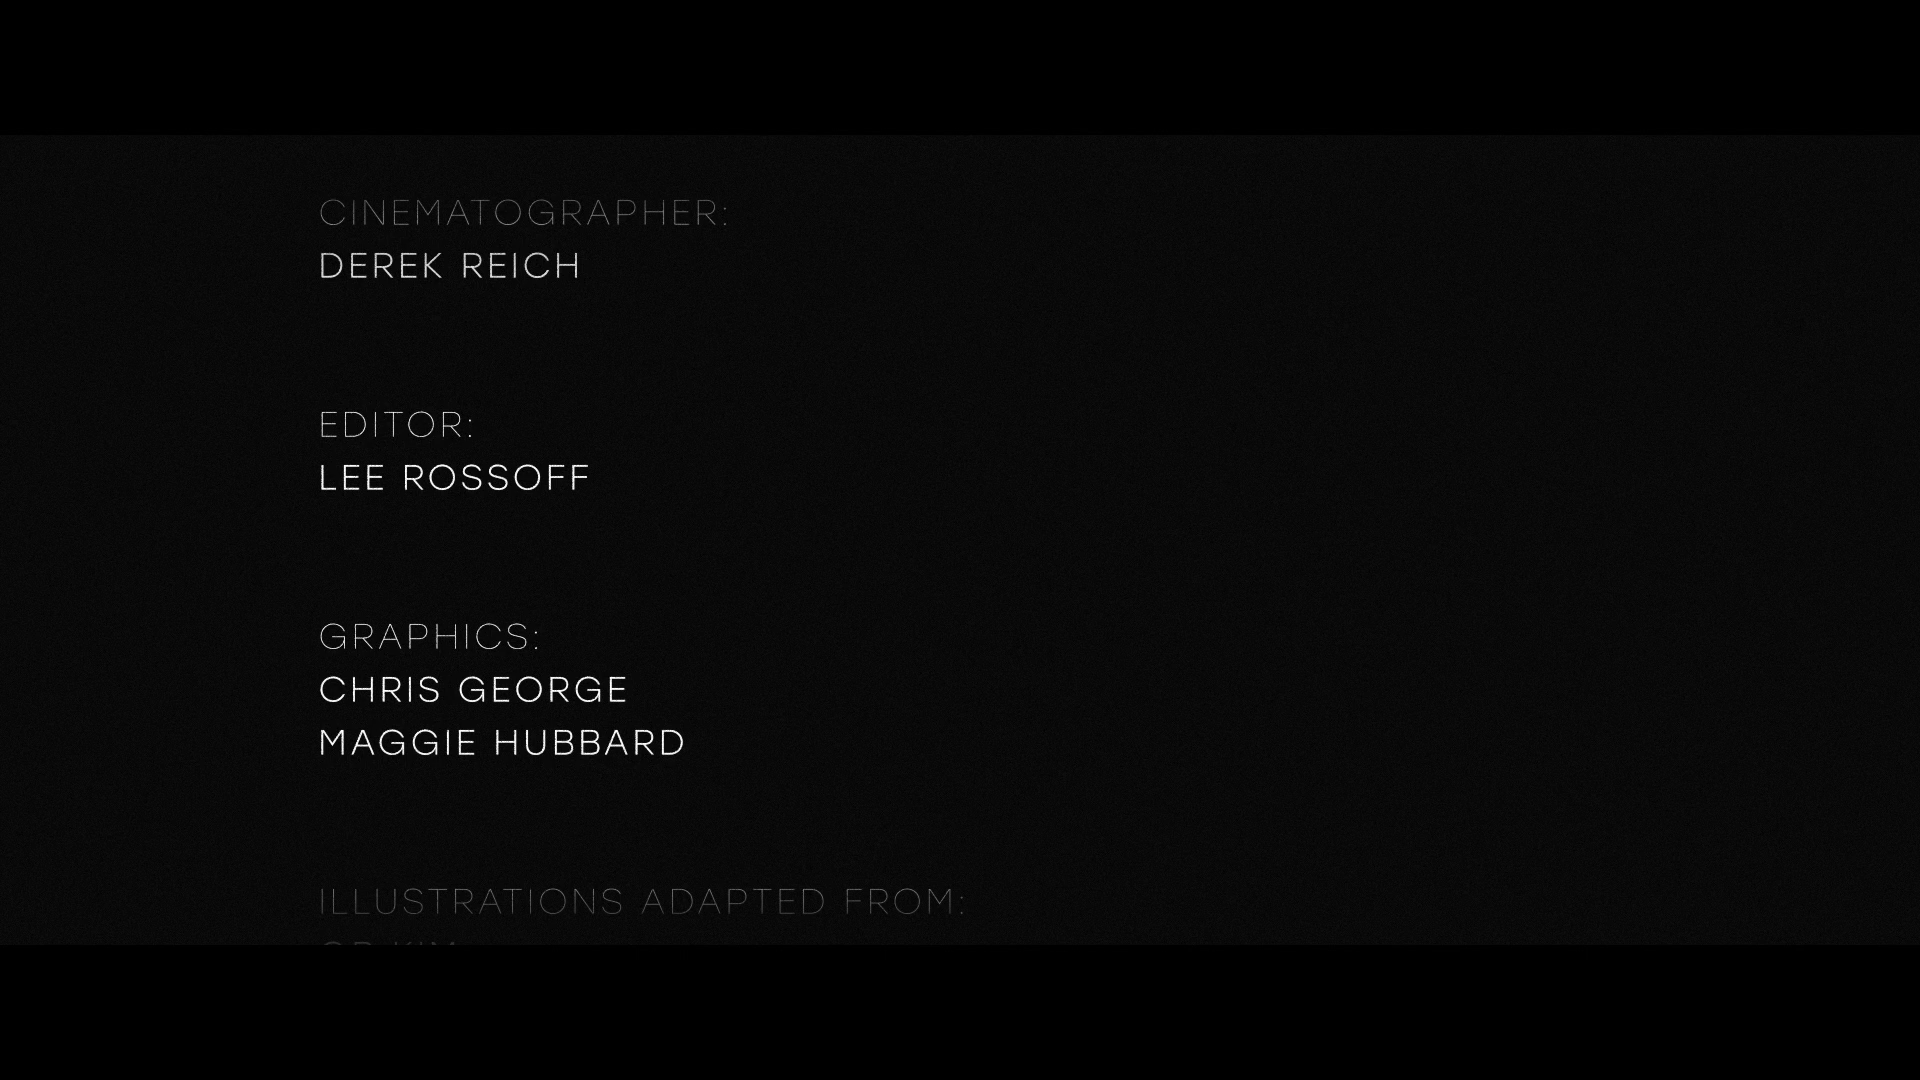 CINEMATOGRAPHER:
DEREK REICH
EDITOR:
LEE ROSSOFF
GRAPHICS:
CHRIS GEORGE
MAGGIE HUBBARD
ILLUSTRATIONS ADAPTED FROM: